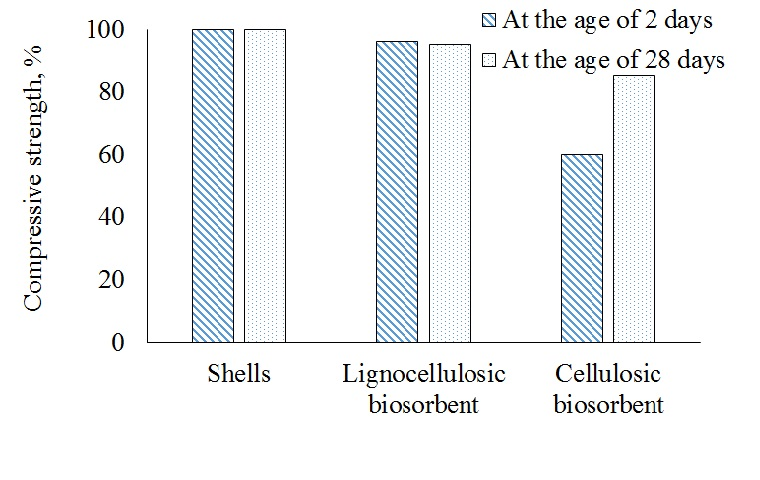 At the age of 2 days
At the age of 28 days
Compressive strength, %
100
80
60
40
20
0
Shells
Lignocellulosic
biosorbent
Cellulosic
biosorbent